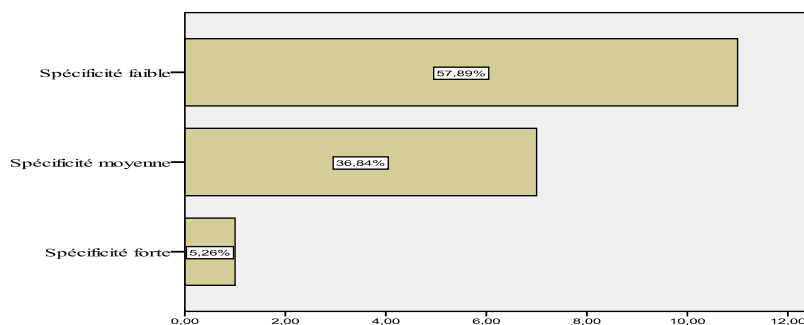 Spécificité faible
57,89%
Spécificité moyenne
36,84%
Spécificité forte
5,26%
0,00 2,00 4,00 6,00 8,00 10,00 12,00